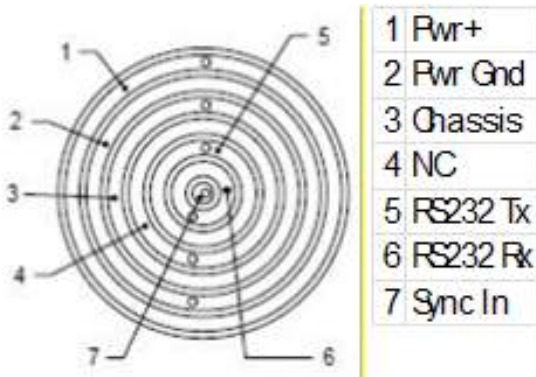 1
2
3
4
5
6
7
1 Pwr+
2 Pwr Gnd
3 Chassis
4 NC
5 RS232 Tx
6 RS232 Rx
7 Sync In